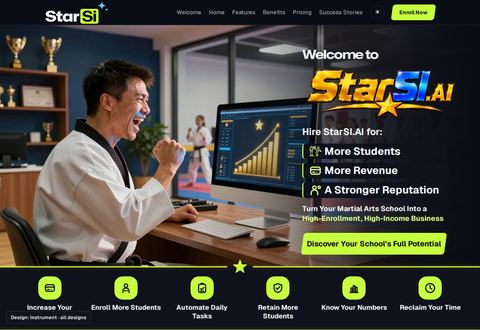 StarSi
Welcome
Home
Features
Benefits
Pricing
Success Stories
Enroll Now
Welcome to
StarSI.AI
Hire StarSI.AI for:
More Students
More Revenue
A Stronger Reputation
Turn Your Martial Arts School Into a
High-Enrollment, High-Income Business
Discover Your School's Full Potential
Increase Your
Enroll More Students
Automate Daily
Tasks
Retain More
Students
Know Your Numbers
Reclaim Your Time
Design: Instrument · all designs